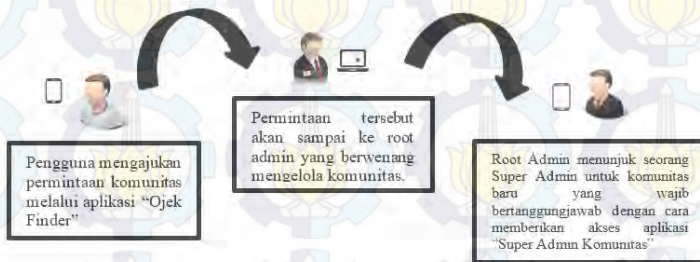 Pengguna mengajukan
permintaan komunitas
melalui aplikasi “Ojek
Finder”
Permintaan tersebut
akan sampai ke root
admin yang berwenang
mengelola komunitas.
Root Admin menunjuk seorang
Super Admin untuk komunitas
baru yang wajib
bertanggungjawab dengan cara
memberikan akses aplikasi
“Super Admin Komunitas”